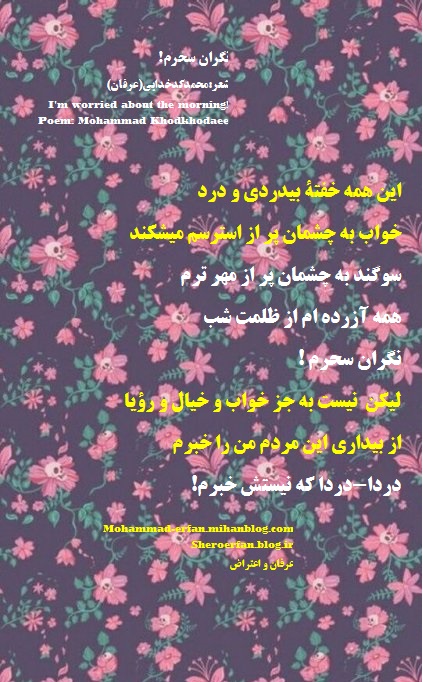 نگران سحرم!
شعر:محمدکدخدایی(عرفان)
I'm worried about the morning!
Poem: Mohammad Khodkhodaee
این همه خفتهٔ بیدردی و درد
خواب به چشمان پر از استرسم میشکند
سوگند به چشمان پر از مهر ترم
همه آزرده ام از ظلمت شب
نگران سحرم !
لیکن نیست به جز خواب و خیال و رؤیا
از بیداری این مردم من را خبرم
دردا-دردا که نیستش خبرم!
Mohammad-erfan.mihanblog.com
Sheroerfan.blog.ir
عرفان و اعتراض